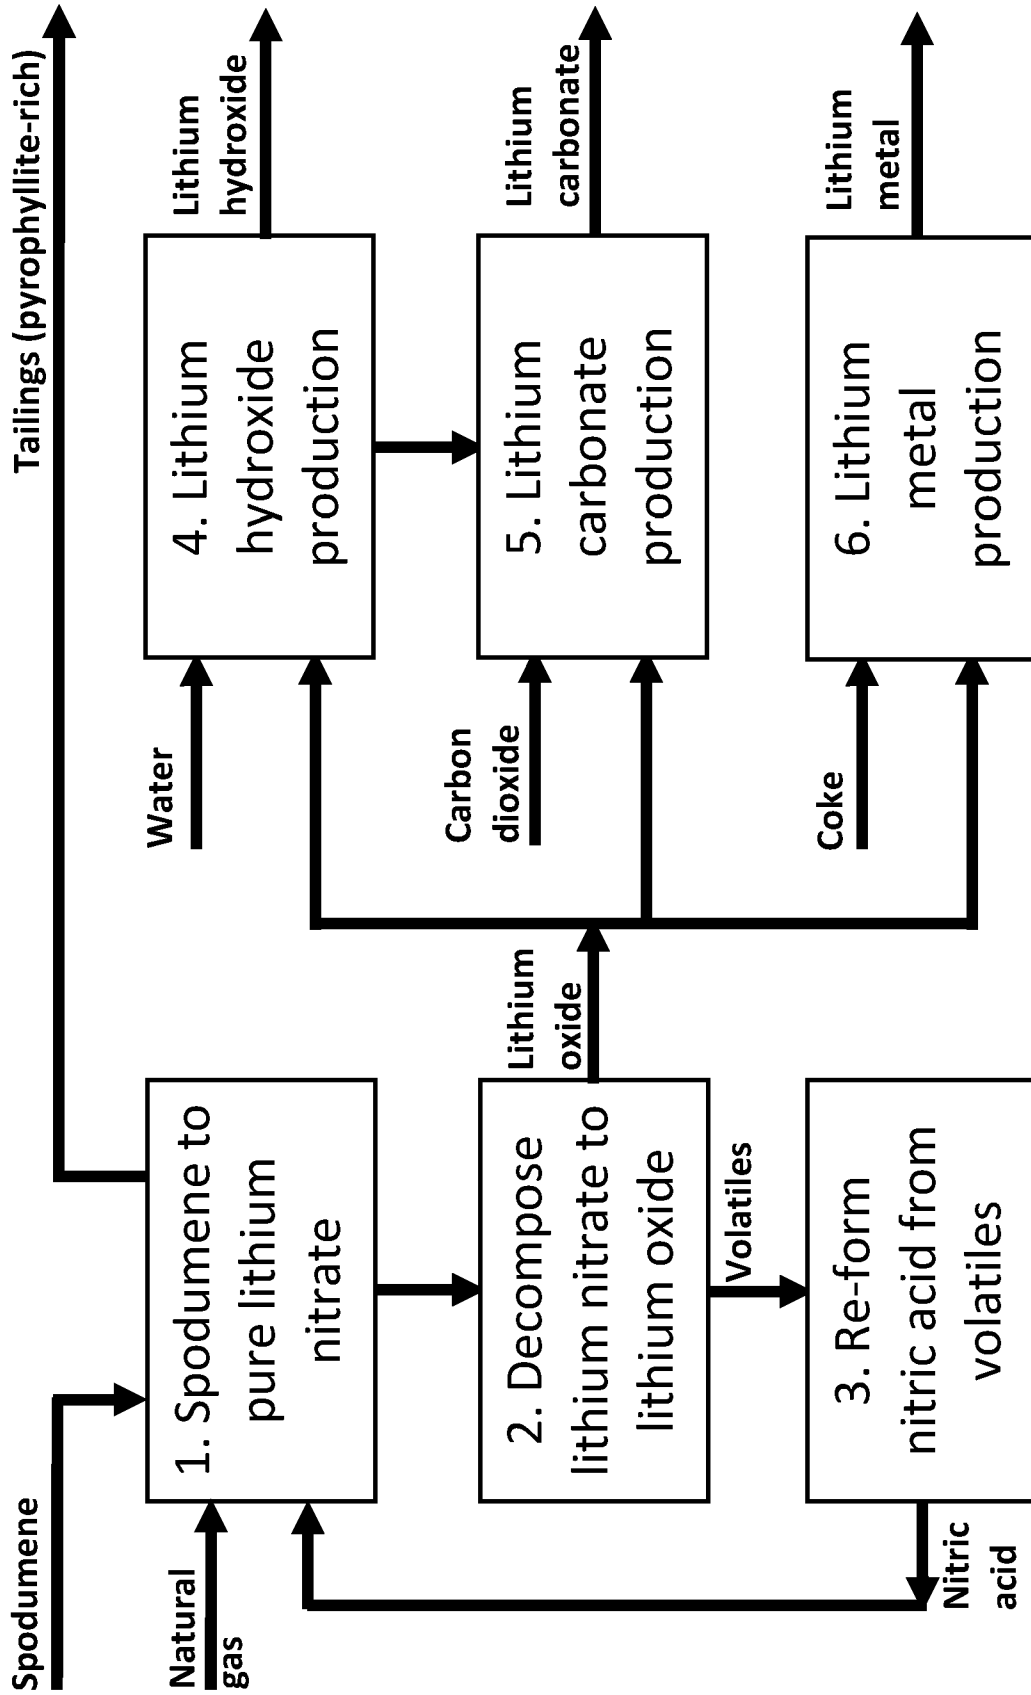 Spodumene
Tailings (pyrophyllite-rich)
Natural
gas
1. Spodumene to
pure lithium
nitrate
Water
4. Lithium
hydroxide
production
Lithium
hydroxide
2. Decompose
lithium nitrate to
lithium oxide
Lithium
oxide
Carbon
dioxide
5. Lithium
carbonate
production
Lithium
carbonate
Volatiles
Nitric
acid
3. Re-form
nitric acid from
volatiles
Coke
6. Lithium
metal
production
Lithium
metal